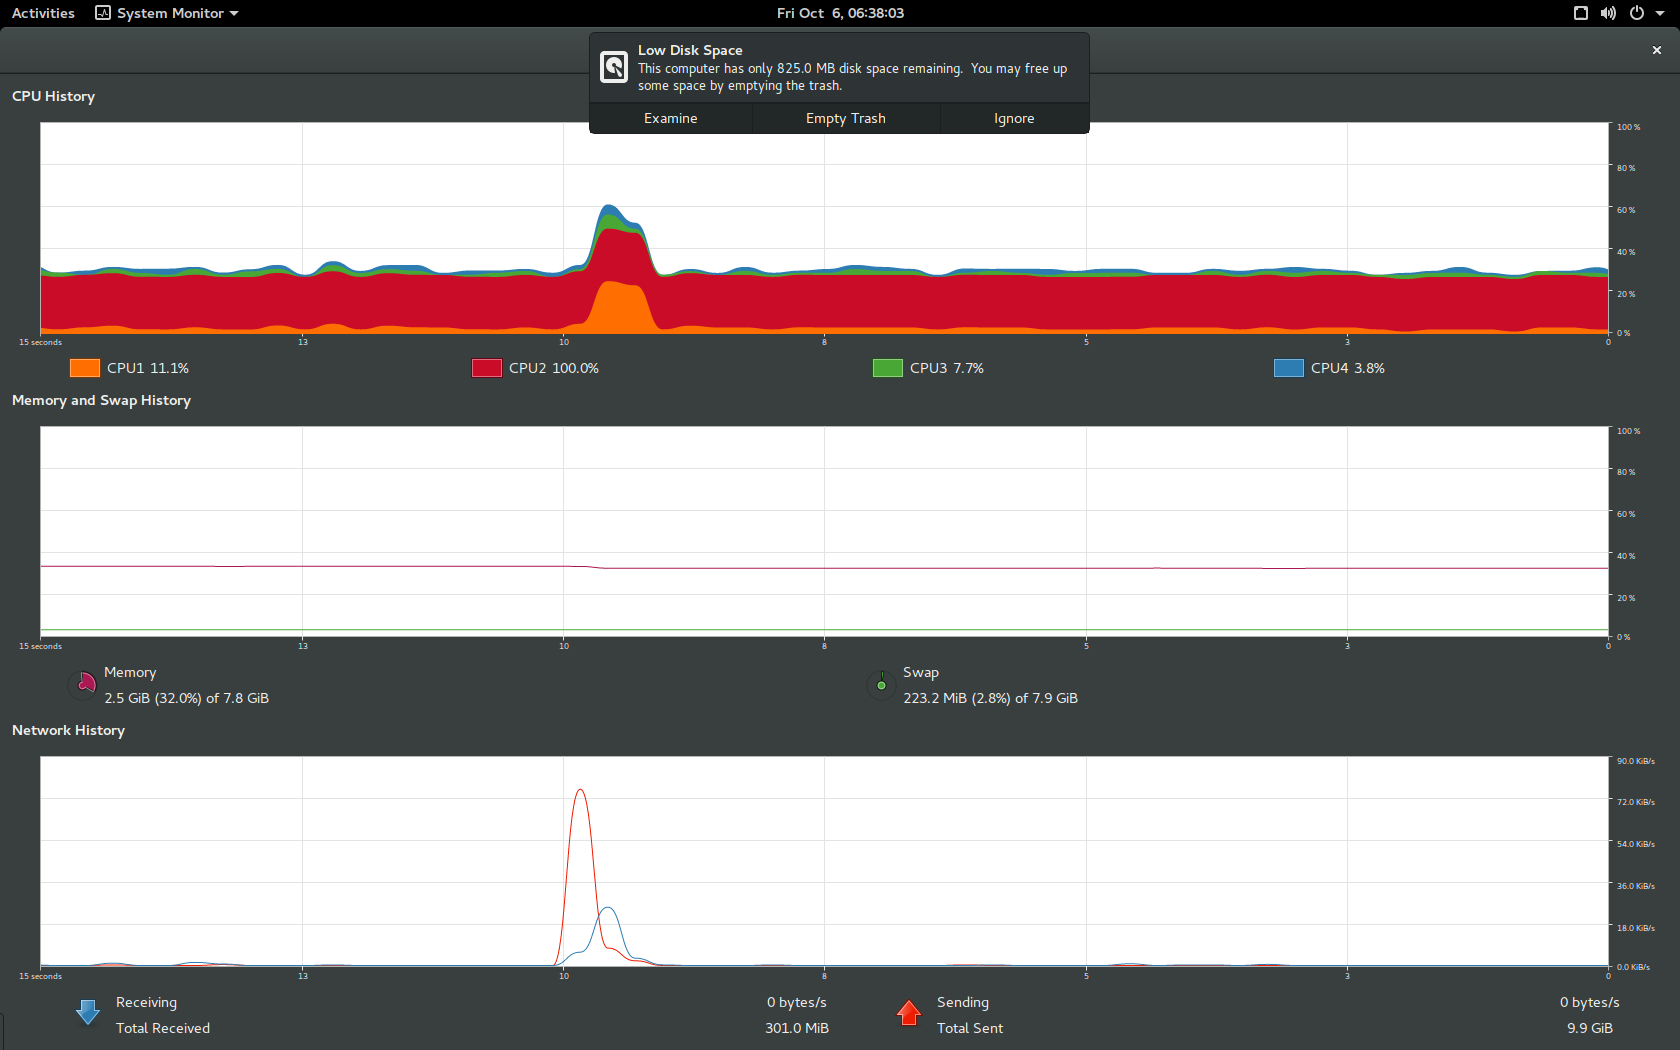 Activities
System Monitor
Fri Oct 6, 06:38:03
Low Disk Space
This computer has only 825.0 MB disk space remaining. You may free up
some space by emptying the trash.
Examine
Empty Trash
Ignore
CPU History
100 %
80 %
60 %
40 %
20 %
0 %
15 seconds 13 10 8 5 3 0
CPU1 11.1% CPU2 100.0% CPU3 7.7% CPU4 3.8%
Memory and Swap History
100 %
80 %
60 %
40 %
20 %
0 %
15 seconds 13 10 8 5 3 0
Memory
2.5 GiB (32.0%) of 7.8 GiB
Swap
223.2 MiB (2.8%) of 7.9 GiB
Network History
90.0 KiB/s
72.0 KiB/s
54.0 KiB/s
36.0 KiB/s
18.0 KiB/s
0.0 KiB/s
15 seconds 13 10 8 5 3 0
Receiving 0 bytes/s
Total Received 301.0 MiB
Sending 0 bytes/s
Total Sent 9.9 GiB